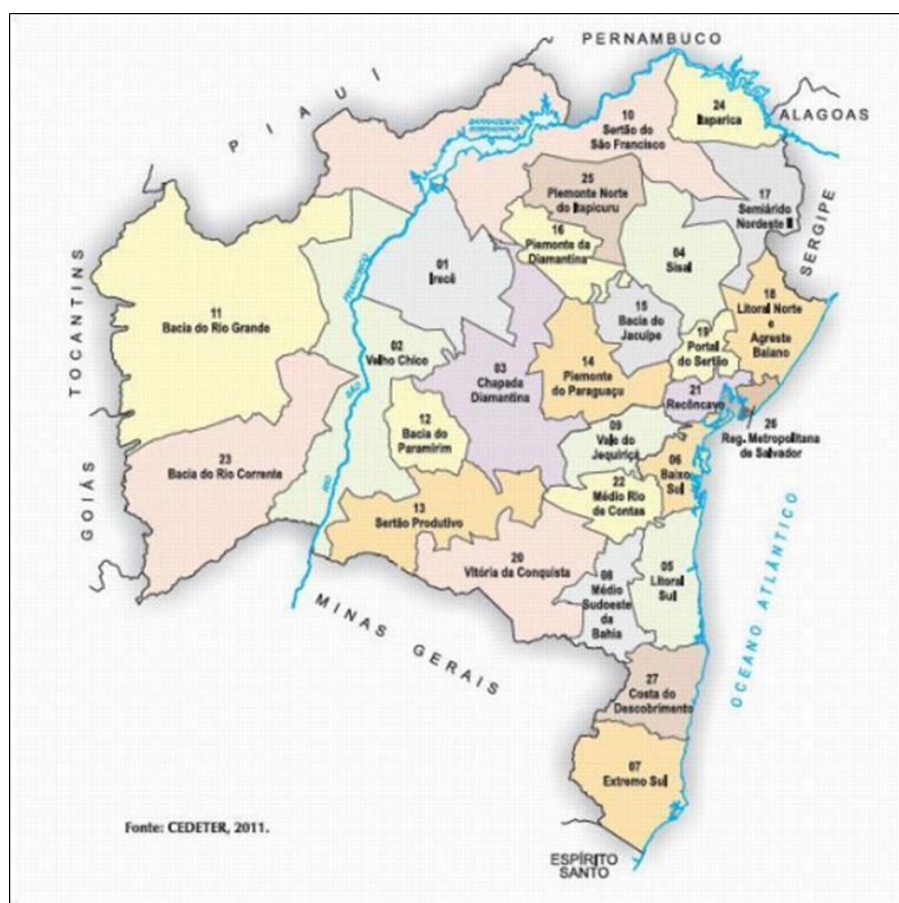 PERNAMBUCO
PIAUÍ
ALAGOAS
SERGIPE
TOCANTINS
GOIÁS
MINAS GERAIS
ESPÍRITO
SANTO
OCEANO ATLÂNTICO
BARRAGEM DE
SOBRADINHO
RIO
SÃO
FRANCISCO
24
Itaparica
10
Sertão do
São Francisco
25
Piemonte Norte
do Itapicuru
17
Semiárido
Nordeste II
16
Piemonte da
Diamantina
04
Sisal
01
Irecê
11
Bacia do Rio Grande
15
Bacia do
Jacuípe
18
Litoral Norte
e
Agreste
Baiano
19
Portal
do Sertão
02
Velho Chico
03
Chapada
Diamantina
14
Piemonte
do Paraguaçu
21
Recôncavo
26
Reg. Metropolitana
de Salvador
12
Bacia do
Paramirim
09
Vale do
Jequiriçá
06
Baixo
Sul
23
Bacia do Rio Corrente
22
Médio Rio
de Contas
13
Sertão Produtivo
20
Vitória da Conquista
08
Médio
Sudoeste
da
Bahia
05
Litoral
Sul
27
Costa do
Descobrimento
07
Extremo Sul
Fonte: CEDETER, 2011.